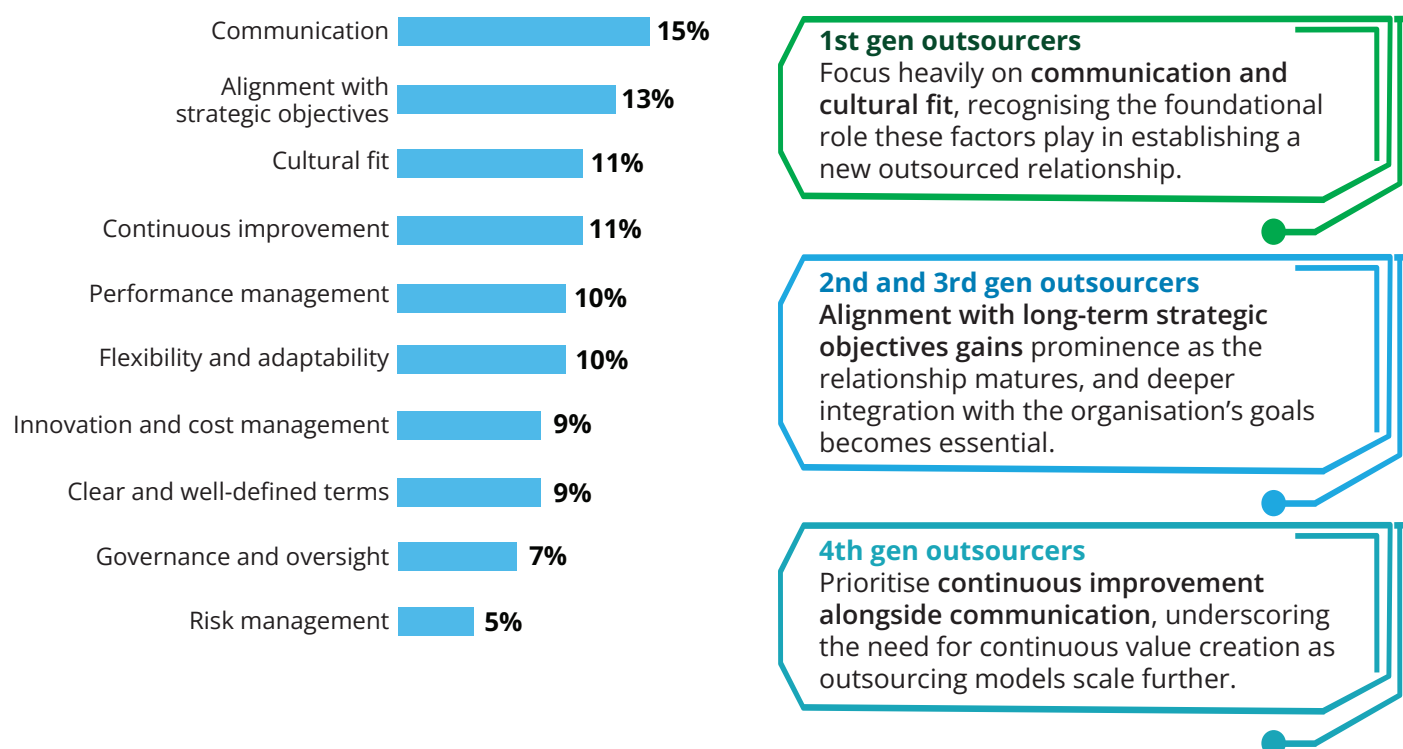 Communication 15%
Alignment with
strategic objectives 13%
Cultural fit 11%
Continuous improvement 11%
Performance management 10%
Flexibility and adaptability 10%
Innovation and cost management 9%
Clear and well-defined terms 9%
Governance and oversight 7%
Risk management 5%
1st gen outsourcers
Focus heavily on communication and
cultural fit, recognising the foundational
role these factors play in establishing a
new outsourced relationship.
2nd and 3rd gen outsourcers
Alignment with long-term strategic
objectives gains prominence as the
relationship matures, and deeper
integration with the organisation’s goals
becomes essential.
4th gen outsourcers
Prioritise continuous improvement
alongside communication, underscoring
the need for continuous value creation as
outsourcing models scale further.